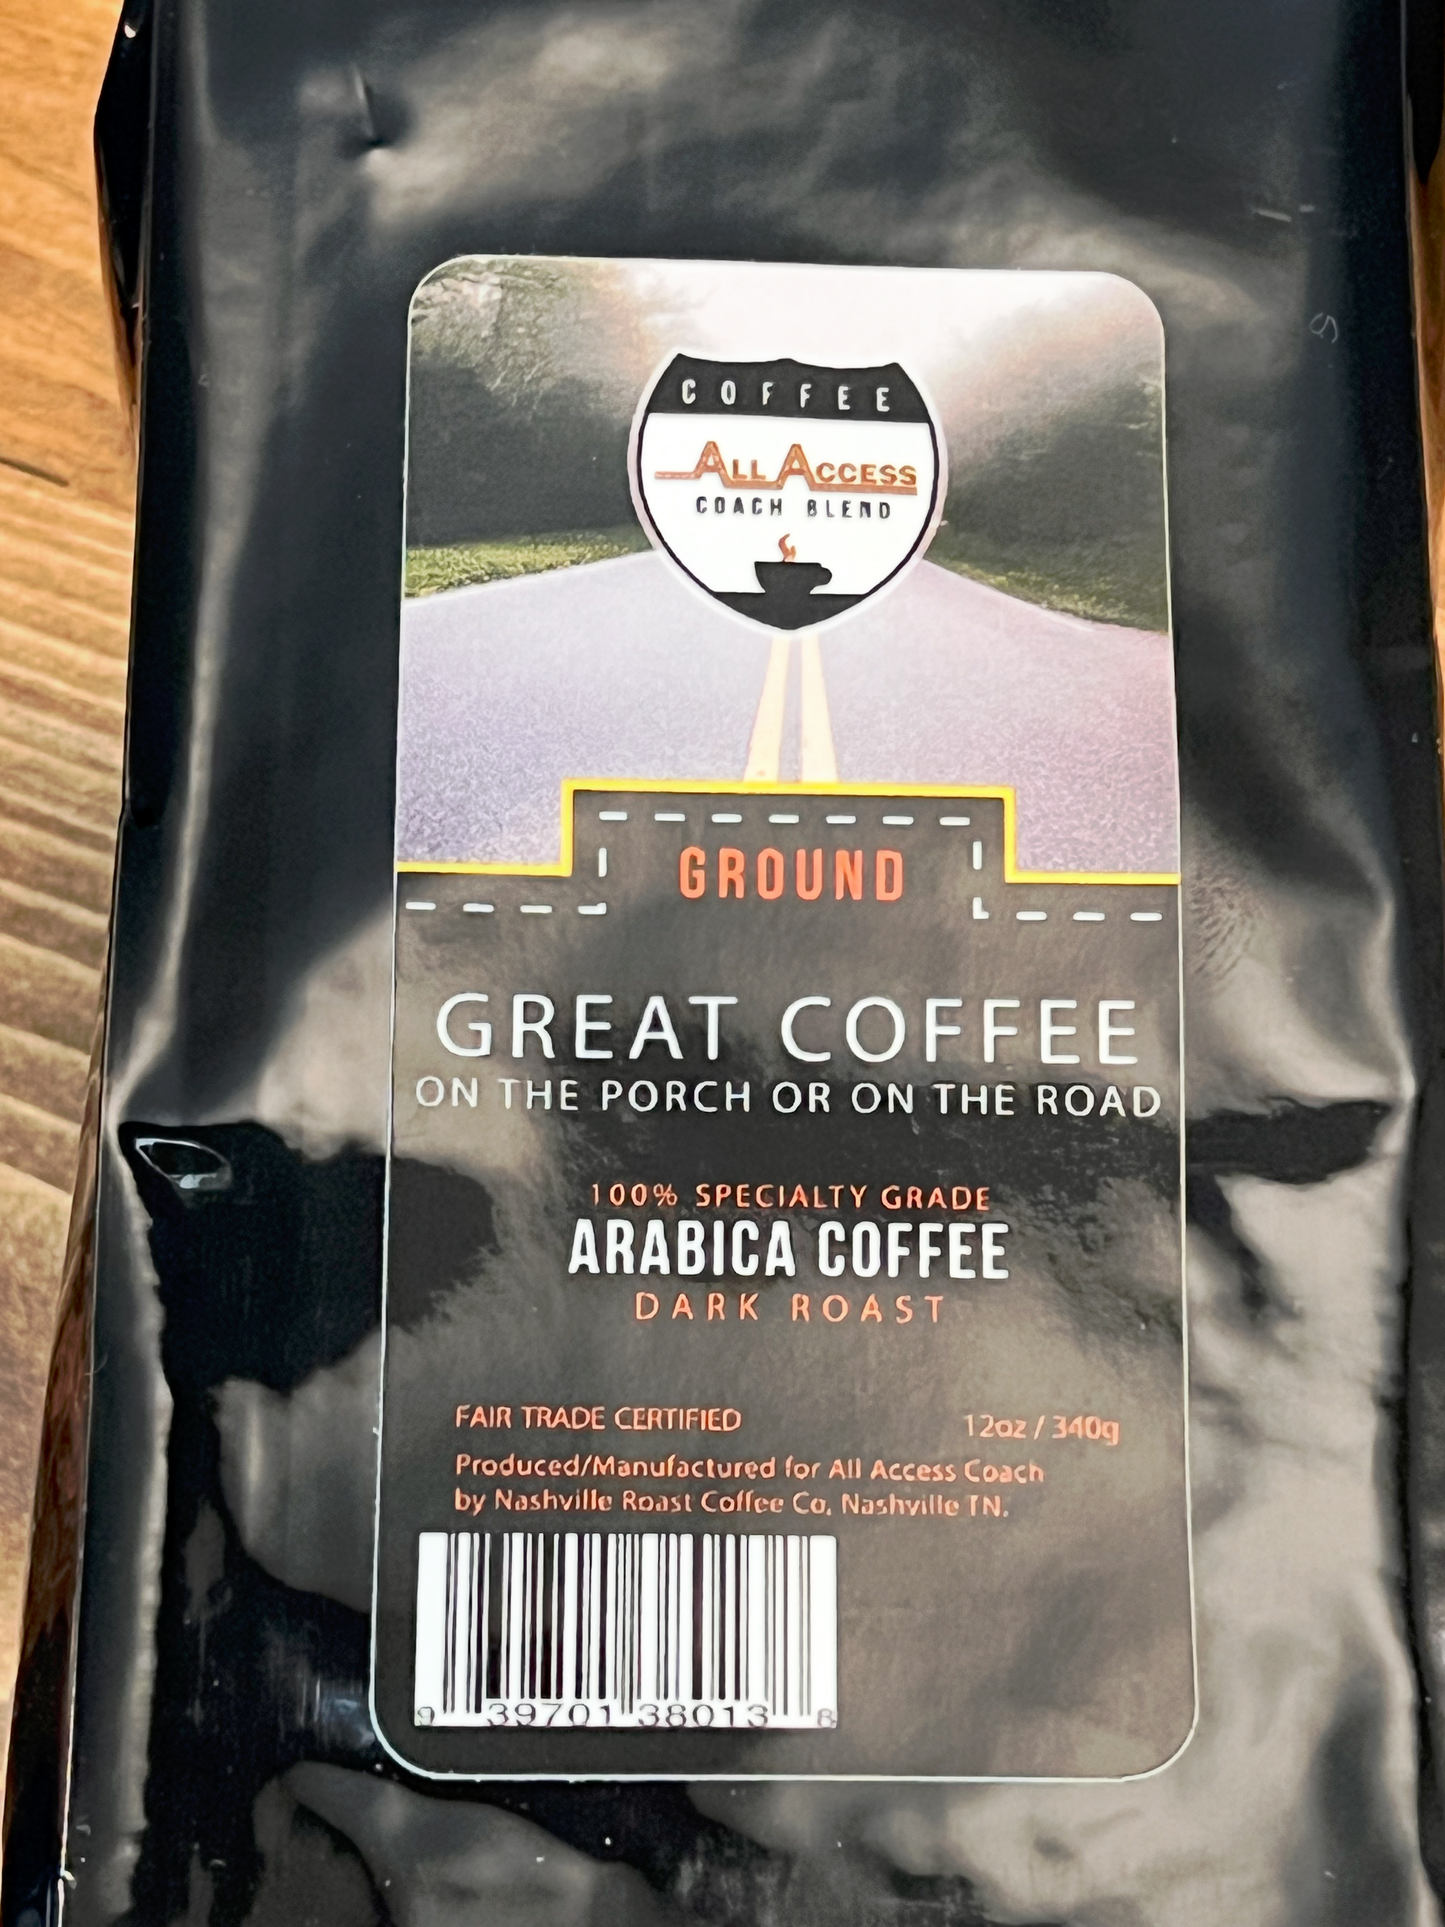 COFFEE
ALL ACCESS
COACH BLEND
GROUND
GREAT COFFEE
ON THE PORCH OR ON THE ROAD
100% SPECIALTY GRADE
ARABICA COFFEE
DARK ROAST
FAIR TRADE CERTIFIED
12oz / 340g
Produced/Manufactured for All Access Coach
by Nashville Roast Coffee Co, Nashville TN.
9 39701 38013 8